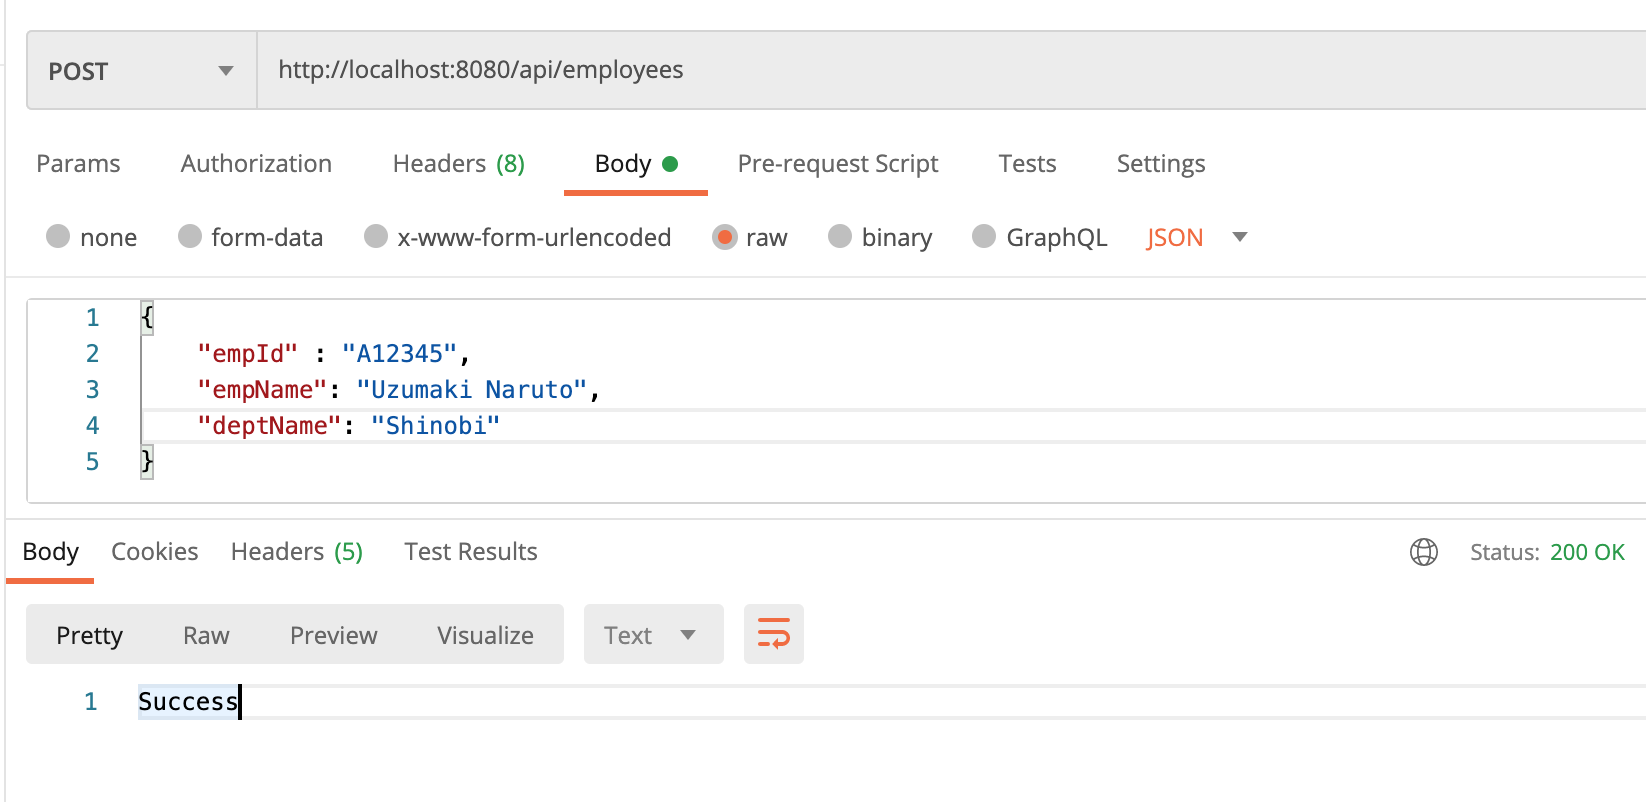 POST http://localhost:8080/api/employees
Params Authorization Headers (8) Body Pre-request Script Tests Settings
none form-data x-www-form-urlencoded raw binary GraphQL JSON
1 {
2 "empId" : "A12345",
3 "empName": "Uzumaki Naruto",
4 "deptName": "Shinobi"
5 }
Body Cookies Headers (5) Test Results Status: 200 OK
Pretty Raw Preview Visualize Text
1 Success